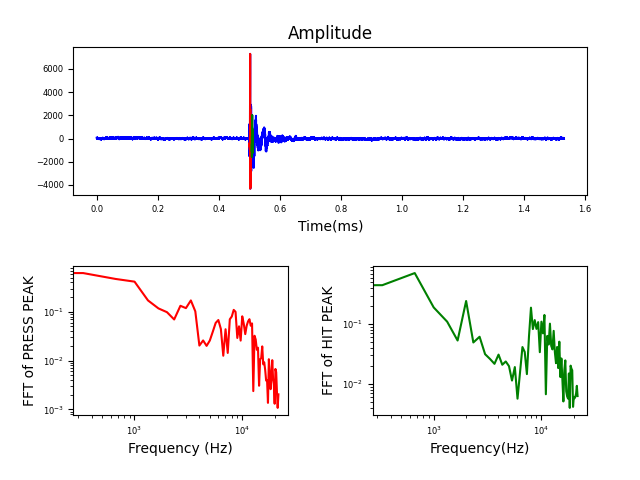 Amplitude
6000
4000
2000
0
−2000
−4000
0.0 0.2 0.4 0.6 0.8 1.0 1.2 1.4 1.6
Time(ms)
FFT of PRESS PEAK
10⁻¹
10⁻²
10⁻³
10³ 10⁴
Frequency (Hz)
FFT of HIT PEAK
10⁻¹
10⁻²
10³ 10⁴
Frequency(Hz)